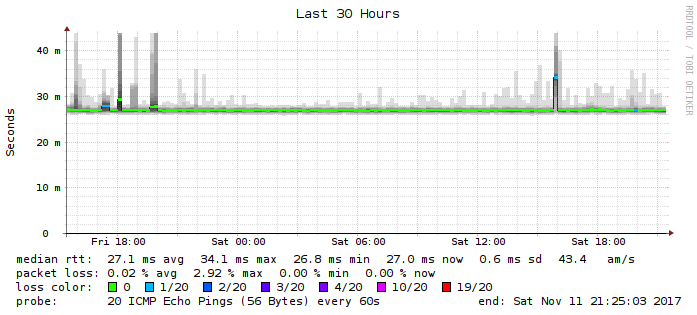 Last 30 Hours
RRDTOOL / TOBI OETIKER
Seconds
40 m
30 m
20 m
10 m
0
Fri 18:00 Sat 00:00 Sat 06:00 Sat 12:00 Sat 18:00
median rtt: 27.1 ms avg 34.1 ms max 26.8 ms min 27.0 ms now 0.6 ms sd 43.4 am/s
packet loss: 0.02 % avg 2.92 % max 0.00 % min 0.00 % now
loss color: 0 1/20 2/20 3/20 4/20 10/20 19/20
probe: 20 ICMP Echo Pings (56 Bytes) every 60s end: Sat Nov 11 21:25:03 2017